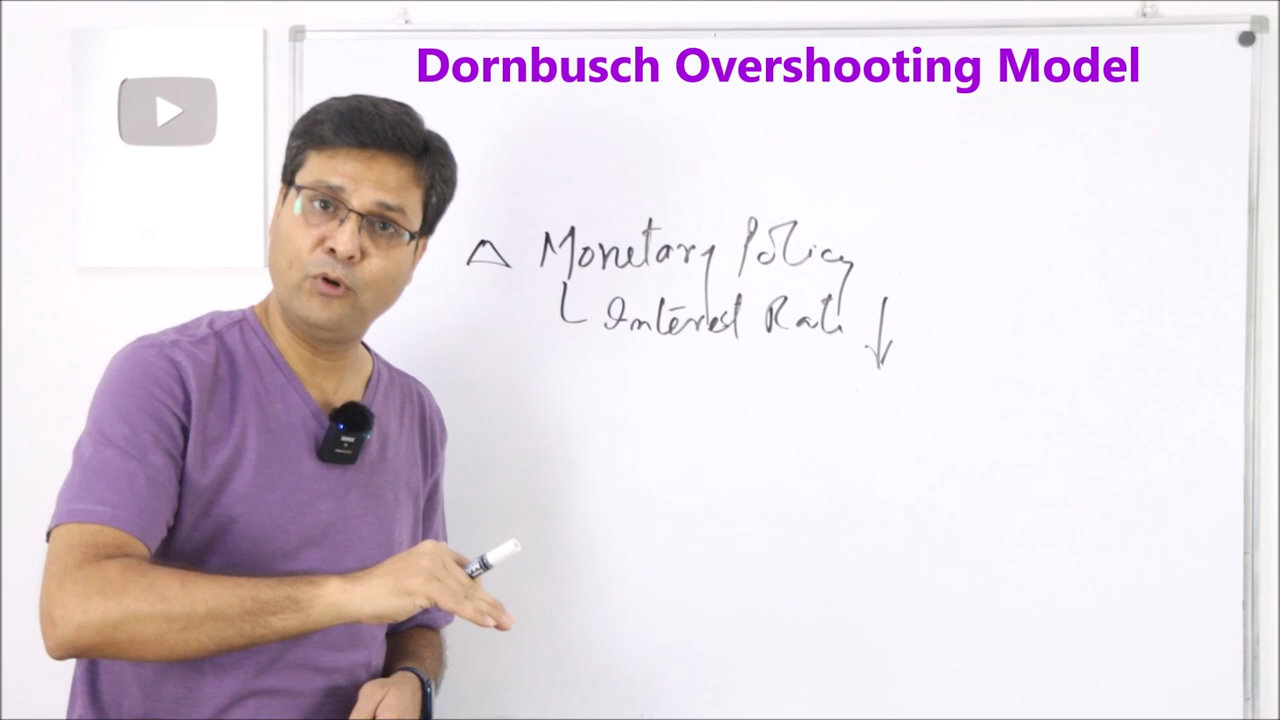 Dornbusch Overshooting Model
△ Monetary Policy
└ Interest Rate ↓